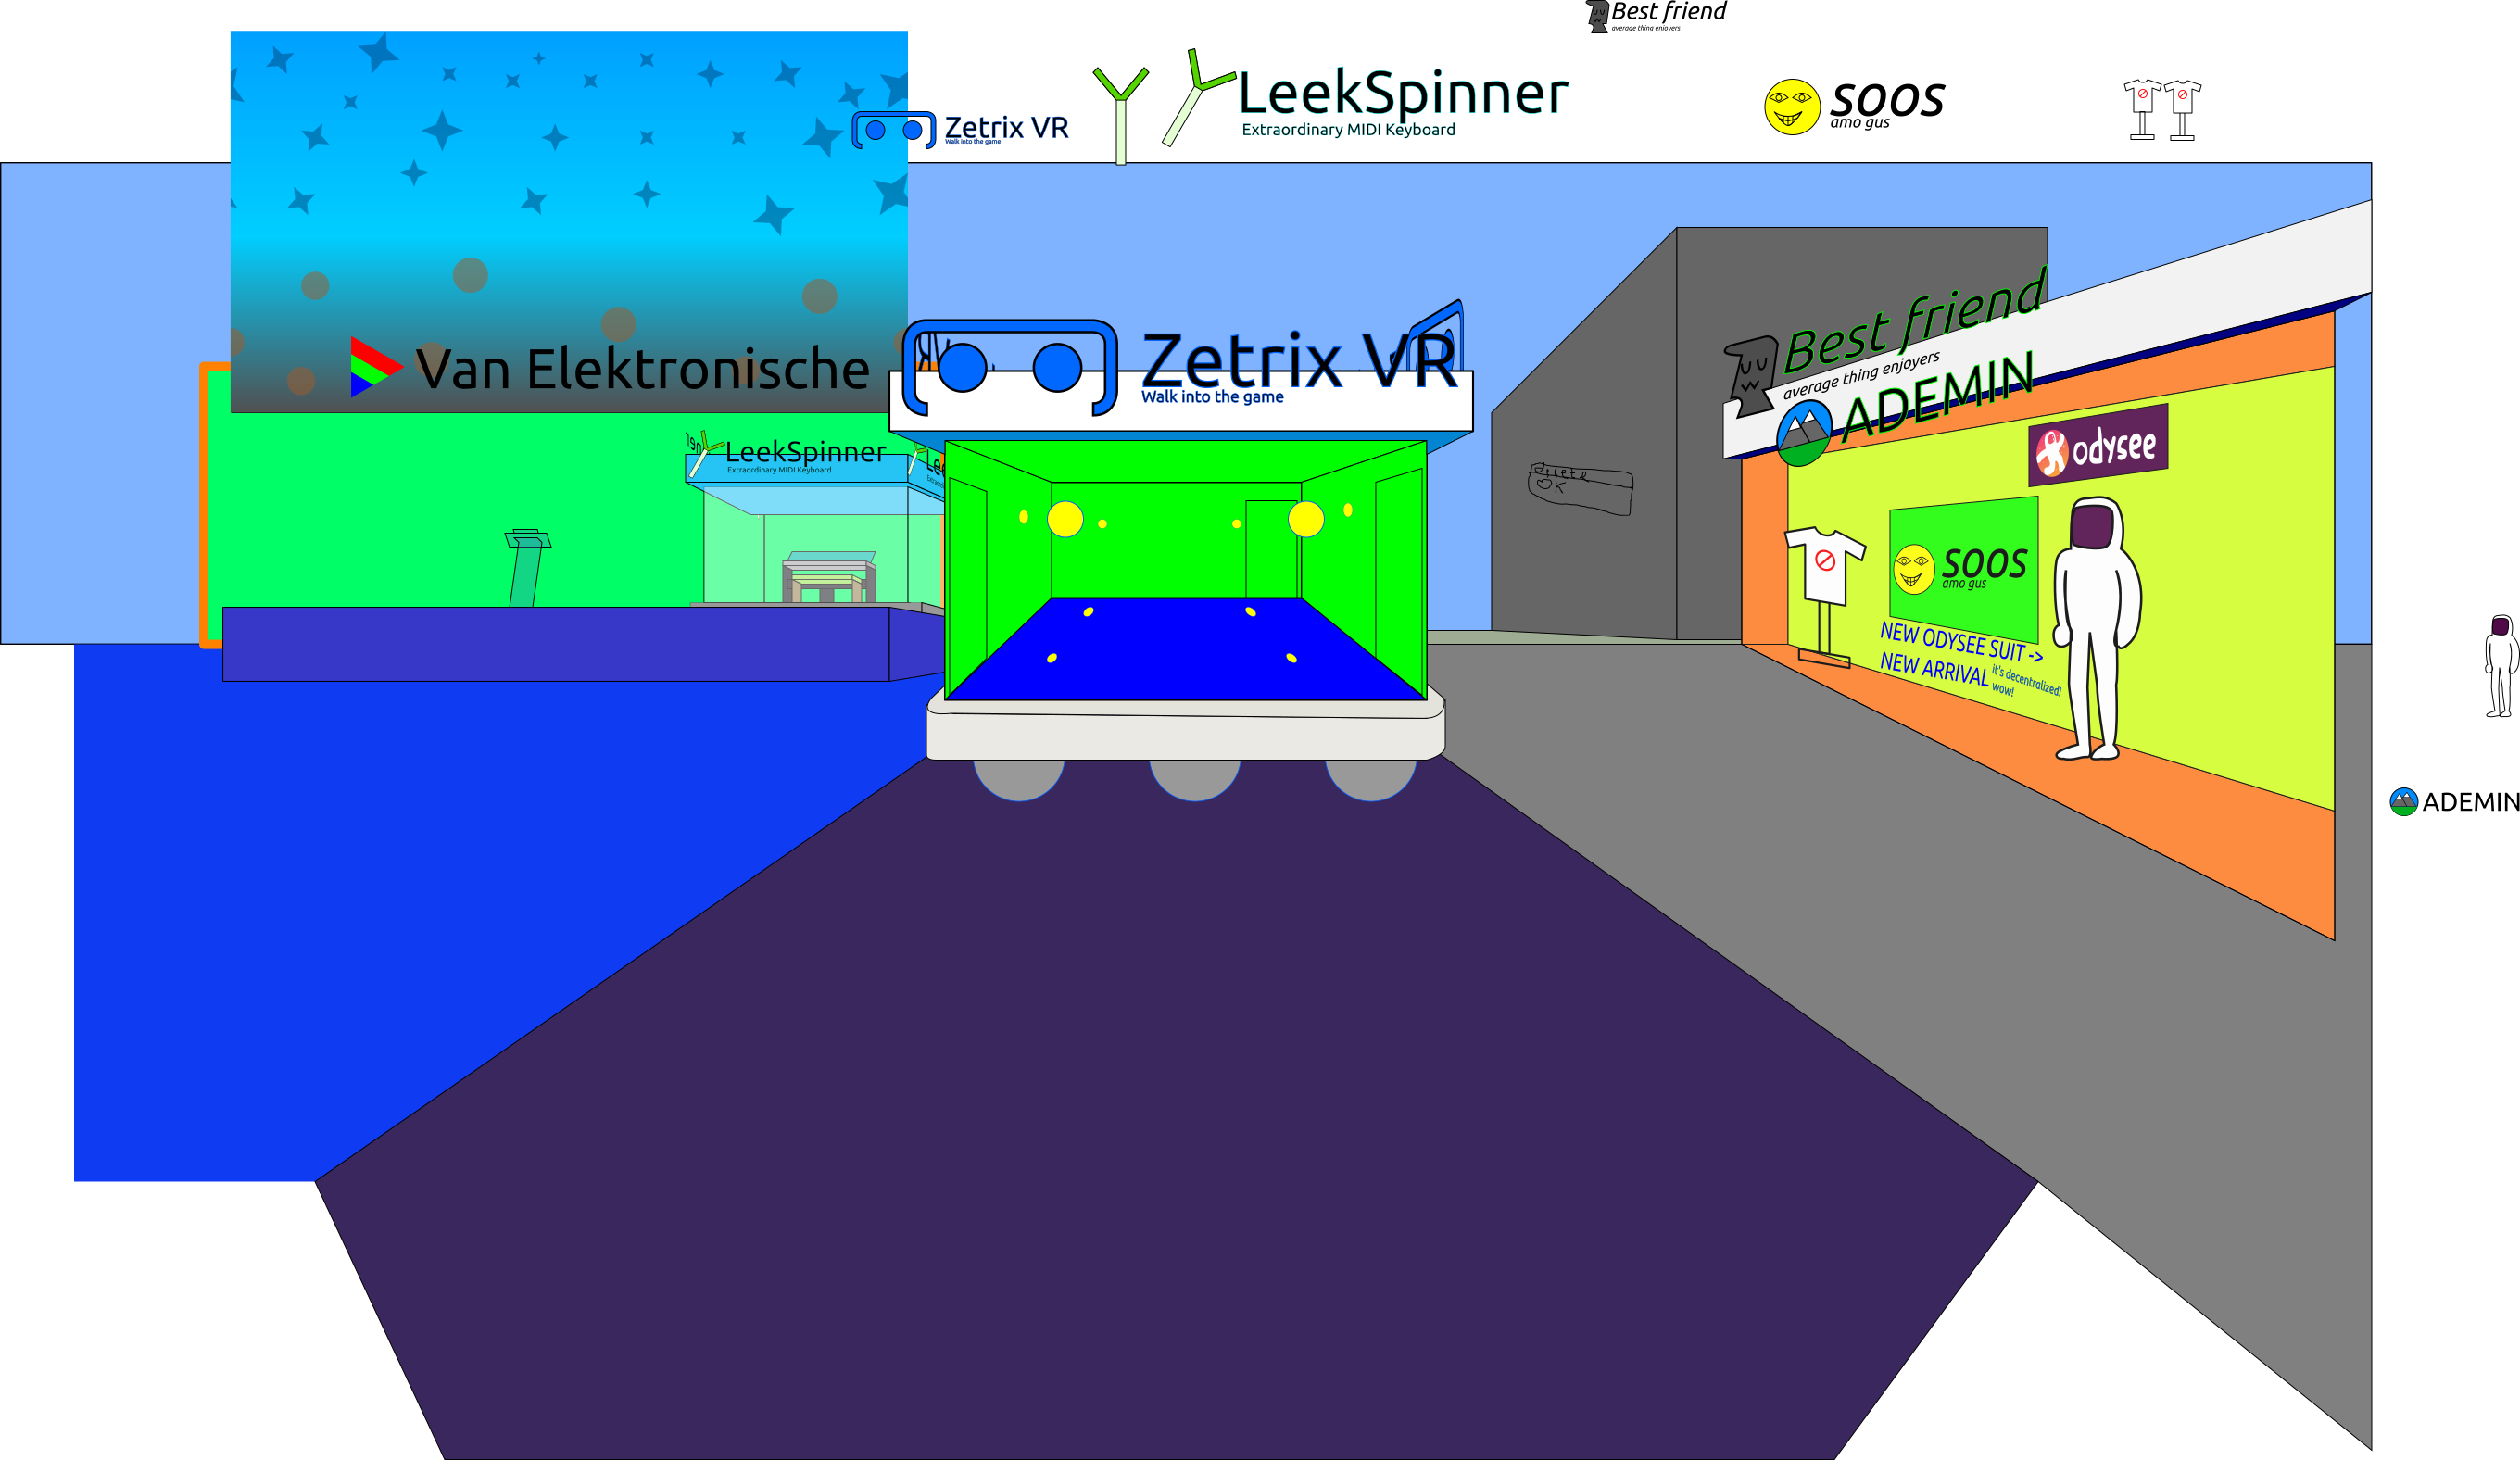 Best friend
average thing enjoyers
LeekSpinner
Extraordinary MIDI Keyboard
soos
amo gus
Zetrix VR
Walk into the game
Van Elektronische
Zetrix VR
Walk into the game
VR
Best friend
average thing enjoyers
ADEMIN
LeekSpinner
Extraordinary MIDI Keyboard
odysee
OK
soos
amo gus
NEW ODYSEE SUIT ->
NEW ARRIVAL
it's decentralized!
wow!
ADEMIN